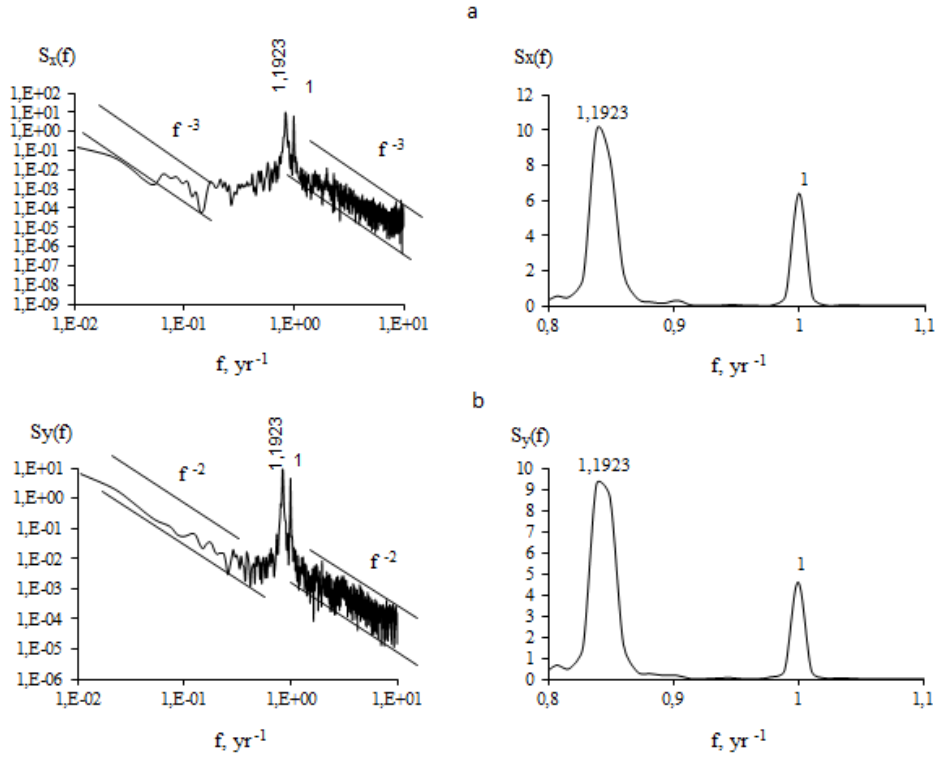 a
Sₓ(f)
1,1923
1
1,E+02
1,E+01
1,E+00
1,E-01
1,E-02
1,E-03
1,E-04
1,E-05
1,E-06
1,E-07
1,E-08
1,E-09
f ⁻³
f ⁻³
1,E-02 1,E-01 1,E+00 1,E+01
f, yr ⁻¹
Sx(f)
12
10
8
6
4
2
0
1,1923
1
0,8 0,9 1 1,1
f, yr ⁻¹
b
Sy(f)
1,1923
1
1,E+01
1,E+00
1,E-01
1,E-02
1,E-03
1,E-04
1,E-05
1,E-06
f ⁻²
f ⁻²
1,E-02 1,E-01 1,E+00 1,E+01
f, yr ⁻¹
S_y(f)
10
9
8
7
6
5
4
3
2
1
0
1,1923
1
0,8 0,9 1 1,1
f, yr ⁻¹